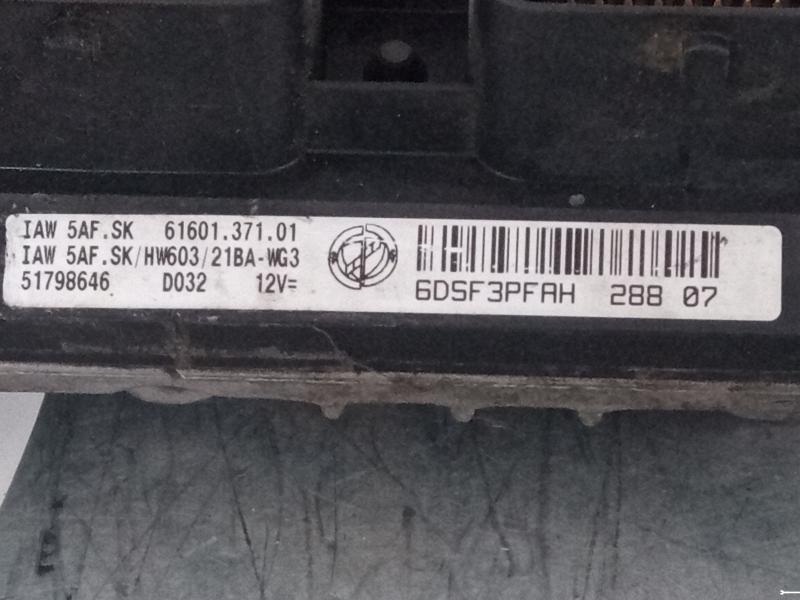 IAW 5AF.SK 61601.371.01
IAW 5AF.SK/HW603/21BA-WG3
51798646 D032 12V=
6DSF3PFAH 288 07